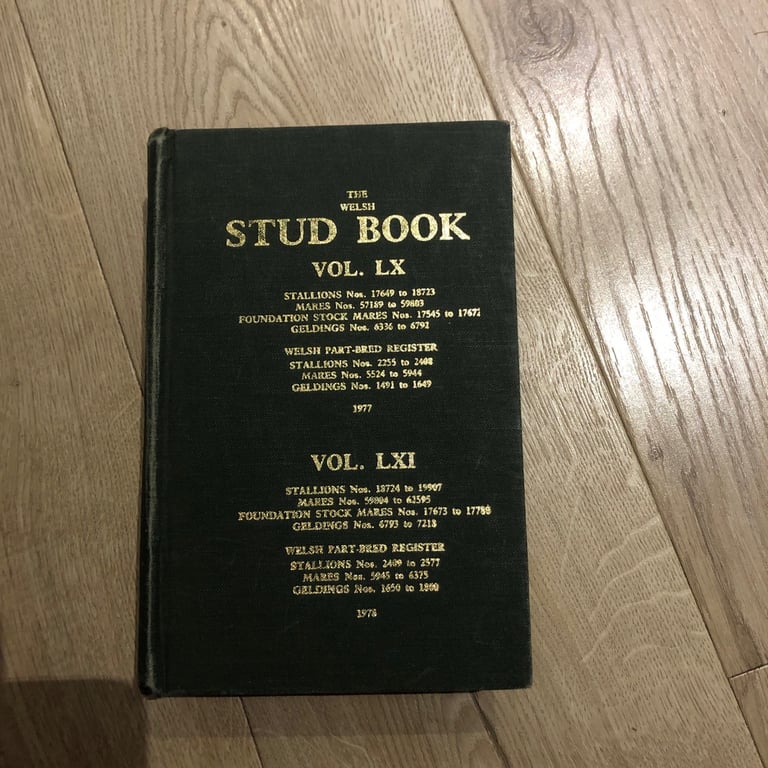 THE
WELSH
STUD BOOK
VOL. LX
STALLIONS Nos. 17649 to 18723
MARES Nos. 57189 to 59803
FOUNDATION STOCK MARES Nos. 17545 to 17672
GELDINGS Nos. 6336 to 6792
WELSH PART-BRED REGISTER
STALLIONS Nos. 2255 to 2408
MARES Nos. 5524 to 5944
GELDINGS Nos. 1491 to 1649
1977
VOL. LXI
STALLIONS Nos. 18724 to 19907
MARES Nos. 59804 to 62595
FOUNDATION STOCK MARES Nos. 17673 to 17788
GELDINGS Nos. 6793 to 7218
WELSH PART-BRED REGISTER
STALLIONS Nos. 2409 to 2577
MARES Nos. 5945 to 6375
GELDINGS Nos. 1650 to 1800
1978